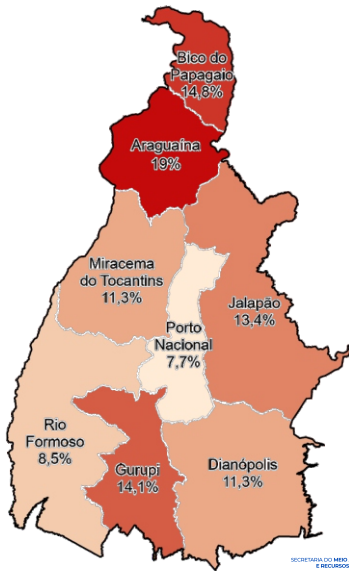 Bico do
Papagaio
14,8%
Araguaína
19%
Miracema
do Tocantins
11,3%
Jalapão
13,4%
Porto
Nacional
7,7%
Rio
Formoso
8,5%
Gurupi
14,1%
Dianópolis
11,3%
SECRETARIA DO MEIO
E RECURSOS